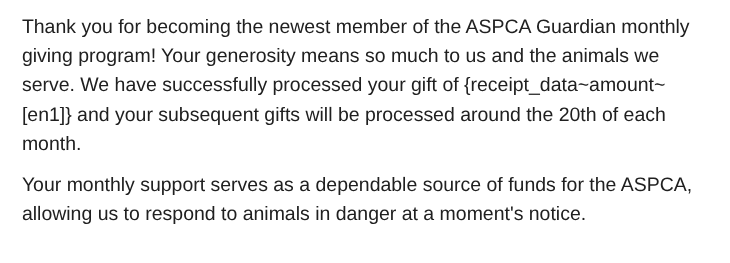 Thank you for becoming the newest member of the ASPCA Guardian monthly
giving program! Your generosity means so much to us and the animals we
serve. We have successfully processed your gift of {receipt_data~amount~
[en1]} and your subsequent gifts will be processed around the 20th of each
month.
Your monthly support serves as a dependable source of funds for the ASPCA,
allowing us to respond to animals in danger at a moment's notice.